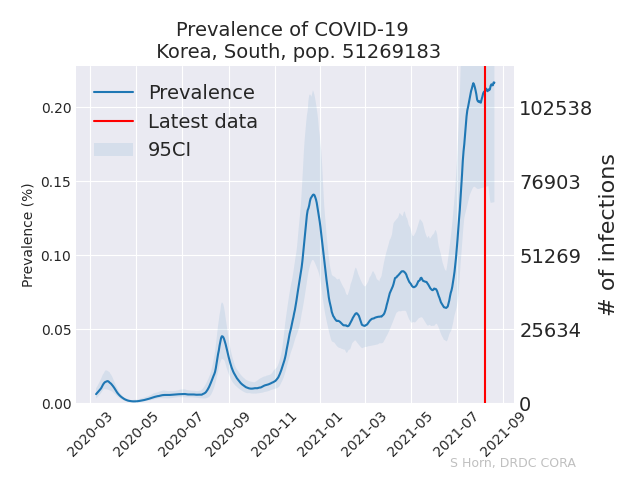 Prevalence of COVID-19
Korea, South, pop. 51269183
Prevalence
Latest data
95CI
Prevalence (%)
0.20
0.15
0.10
0.05
0.00
102538
76903
51269
25634
0
# of infections
2020-03
2020-05
2020-07
2020-09
2020-11
2021-01
2021-03
2021-05
2021-07
2021-09
S Horn, DRDC CORA